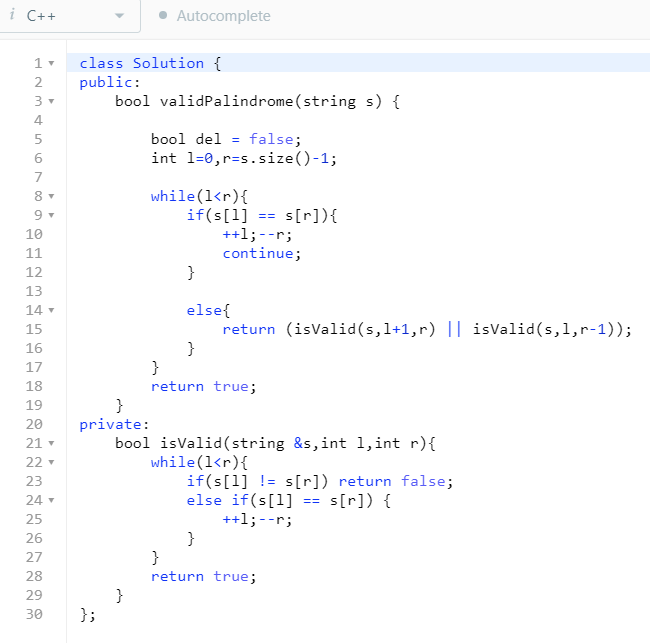 i C++ Autocomplete
1 class Solution {
2 public:
3     bool validPalindrome(string s) {
4
5         bool del = false;
6         int l=0,r=s.size()-1;
7
8         while(l<r){
9             if(s[l] == s[r]){
10                 ++l;--r;
11                 continue;
12             }
13
14             else{
15                 return (isValid(s,l+1,r) || isValid(s,l,r-1));
16             }
17         }
18         return true;
19     }
20 private:
21     bool isValid(string &s,int l,int r){
22         while(l<r){
23             if(s[l] != s[r]) return false;
24             else if(s[l] == s[r]) {
25                 ++l;--r;
26             }
27         }
28         return true;
29     }
30 };